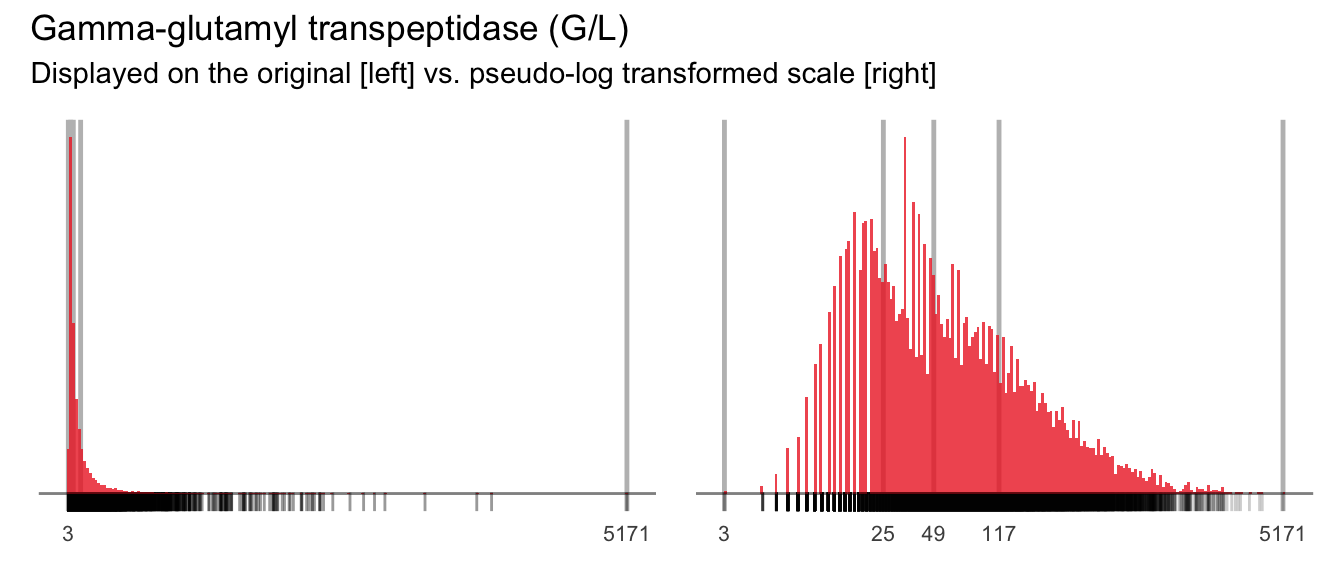 Gamma-glutamyl transpeptidase (G/L)
Displayed on the original [left] vs. pseudo-log transformed scale [right]
3 5171 3 25 49 117 5171